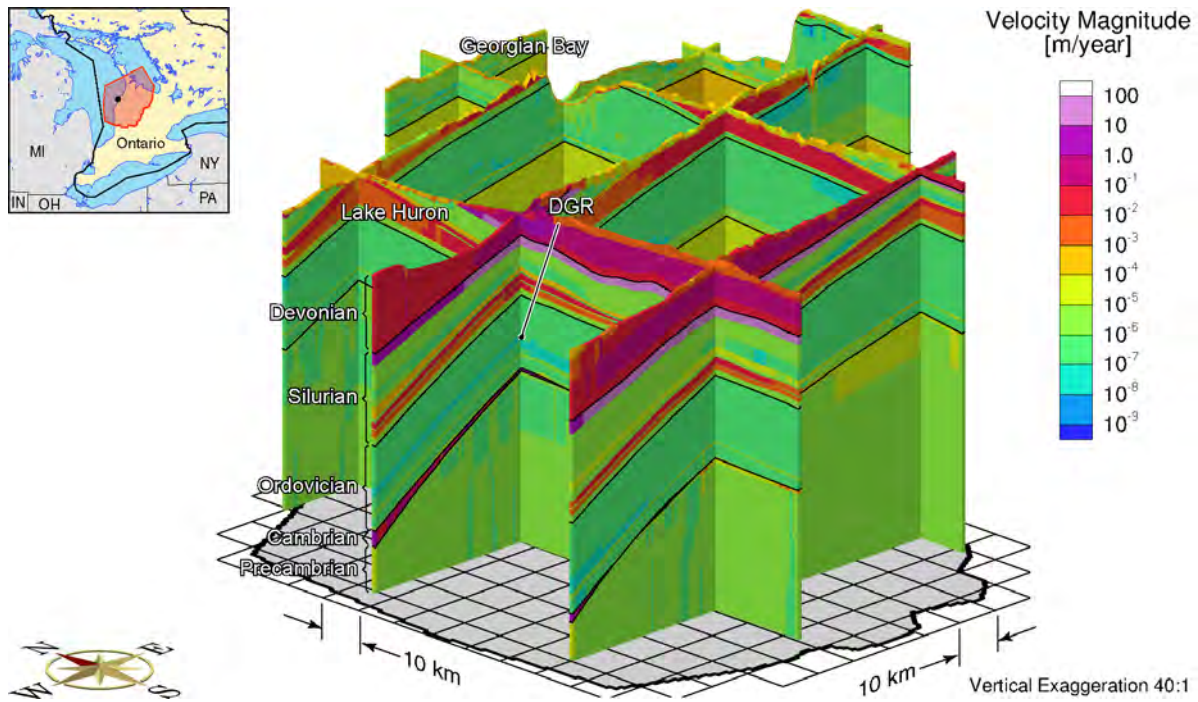 Velocity Magnitude
[m/year]
100
10
1.0
10⁻¹
10⁻²
10⁻³
10⁻⁴
10⁻⁵
10⁻⁶
10⁻⁷
10⁻⁸
10⁻⁹
MI
Ontario
NY
PA
IN
OH
Georgian Bay
Lake Huron
DGR
Devonian
Silurian
Ordovician
Cambrian
Precambrian
10 km
10 km
N
E
W
S
Vertical Exaggeration 40:1